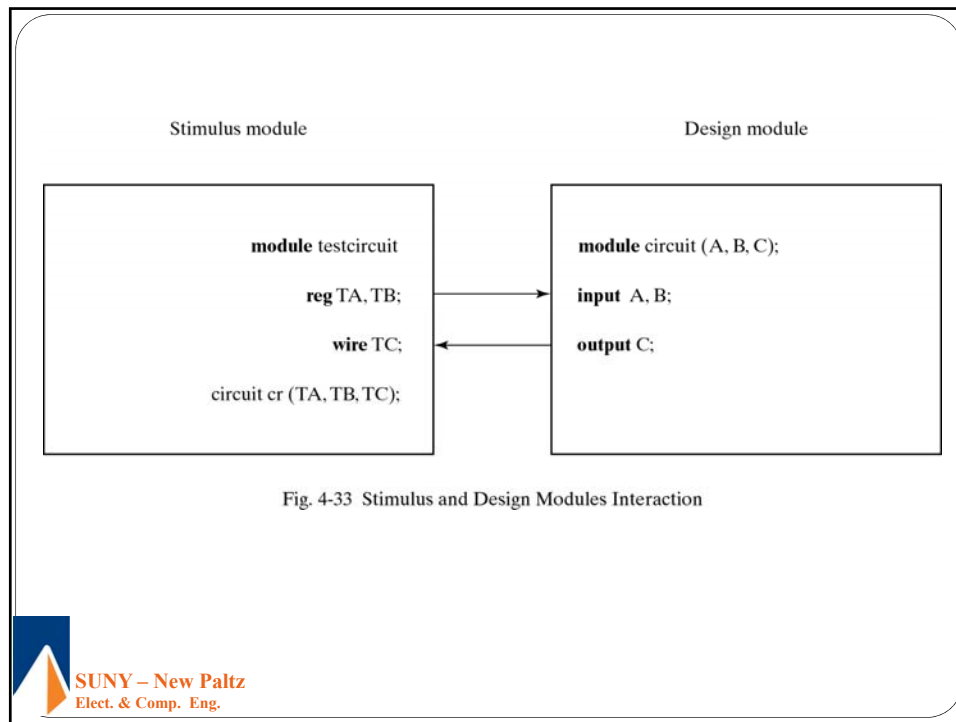 Stimulus module
Design module
module testcircuit
reg TA, TB;
wire TC;
circuit cr (TA, TB, TC);
module circuit (A, B, C);
input A, B;
output C;
Fig. 4-33 Stimulus and Design Modules Interaction
SUNY – New Paltz
Elect. & Comp. Eng.